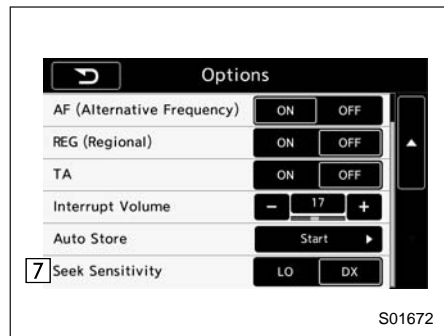 Options
AF (Alternative Frequency) ON OFF
REG (Regional) ON OFF
TA ON OFF
Interrupt Volume − 17 +
Auto Store Start
7 Seek Sensitivity LO DX
S01672